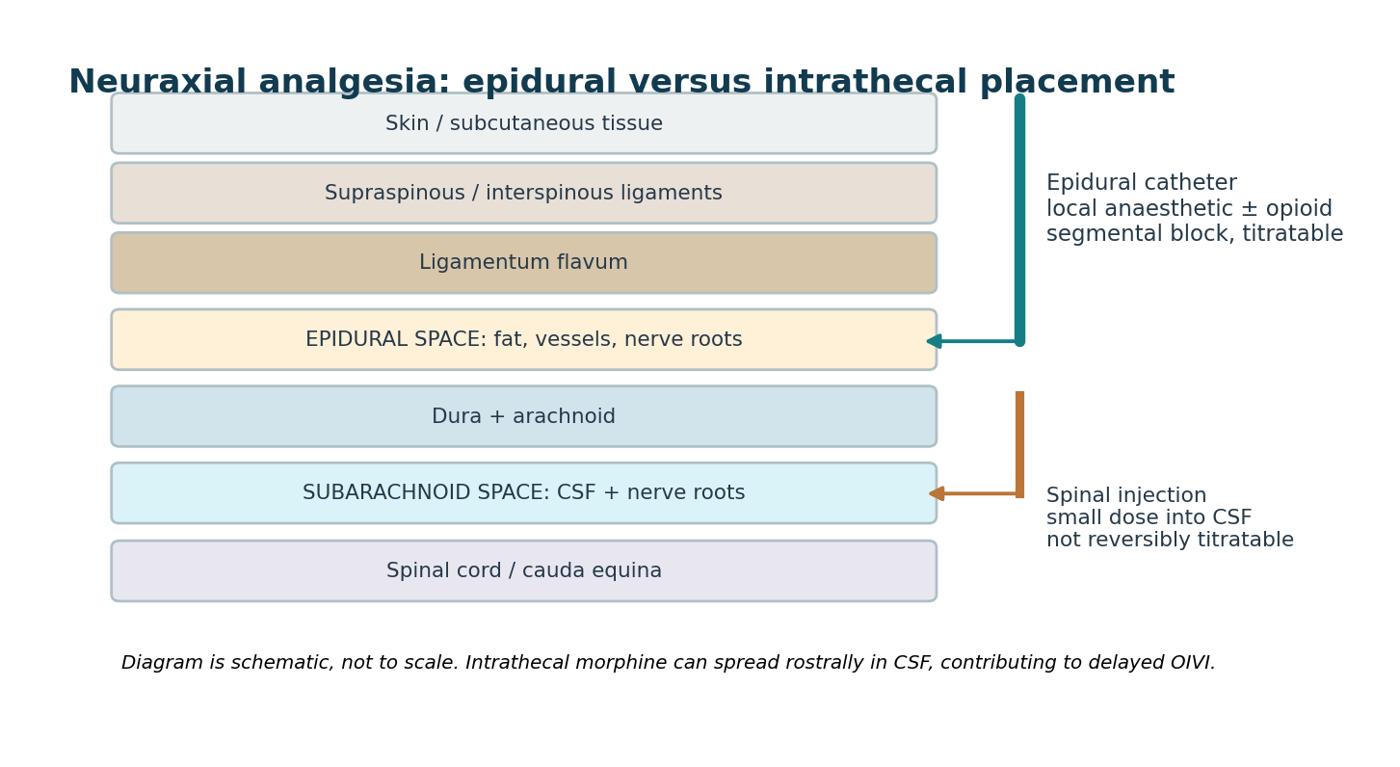 Neuraxial analgesia: epidural versus intrathecal placement
Skin / subcutaneous tissue
Supraspinous / interspinous ligaments
Ligamentum flavum
EPIDURAL SPACE: fat, vessels, nerve roots
Dura + arachnoid
SUBARACHNOID SPACE: CSF + nerve roots
Spinal cord / cauda equina
Epidural catheter
local anaesthetic ± opioid
segmental block, titratable
Spinal injection
small dose into CSF
not reversibly titratable
Diagram is schematic, not to scale. Intrathecal morphine can spread rostrally in CSF, contributing to delayed OIVI.